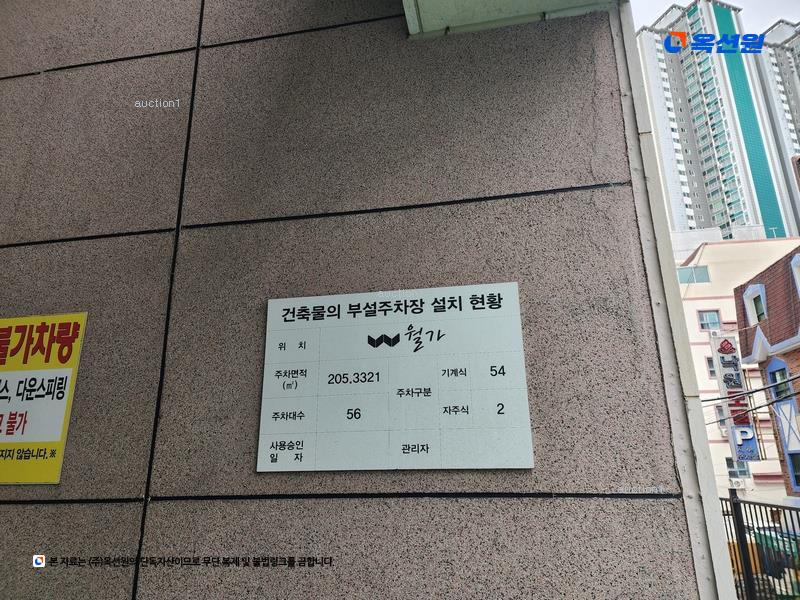 옥션원
auction1
건축물의 부설주차장 설치 현황
위 치
월가
주차면적
(㎡)
205.3321
주차구분
기계식
54
주차대수
56
자주식
2
사용승인
일 자
관리자
불가차량
스, 다운스피링
불가
지지 않습니다. ※
P
본 자료는 (주)옥션원의 단독자산이므로 무단 복제 및 불법링크를 금합니다.